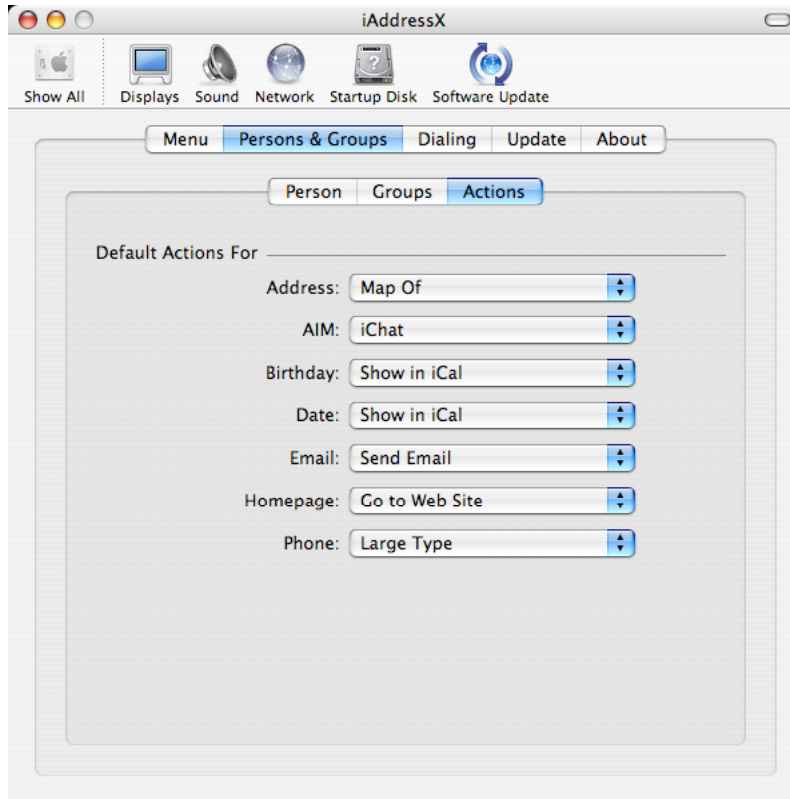 iAddressX
Show All Displays Sound Network Startup Disk Software Update
Menu Persons & Groups Dialing Update About
Person Groups Actions
Default Actions For
Address: Map Of
AIM: iChat
Birthday: Show in iCal
Date: Show in iCal
Email: Send Email
Homepage: Go to Web Site
Phone: Large Type